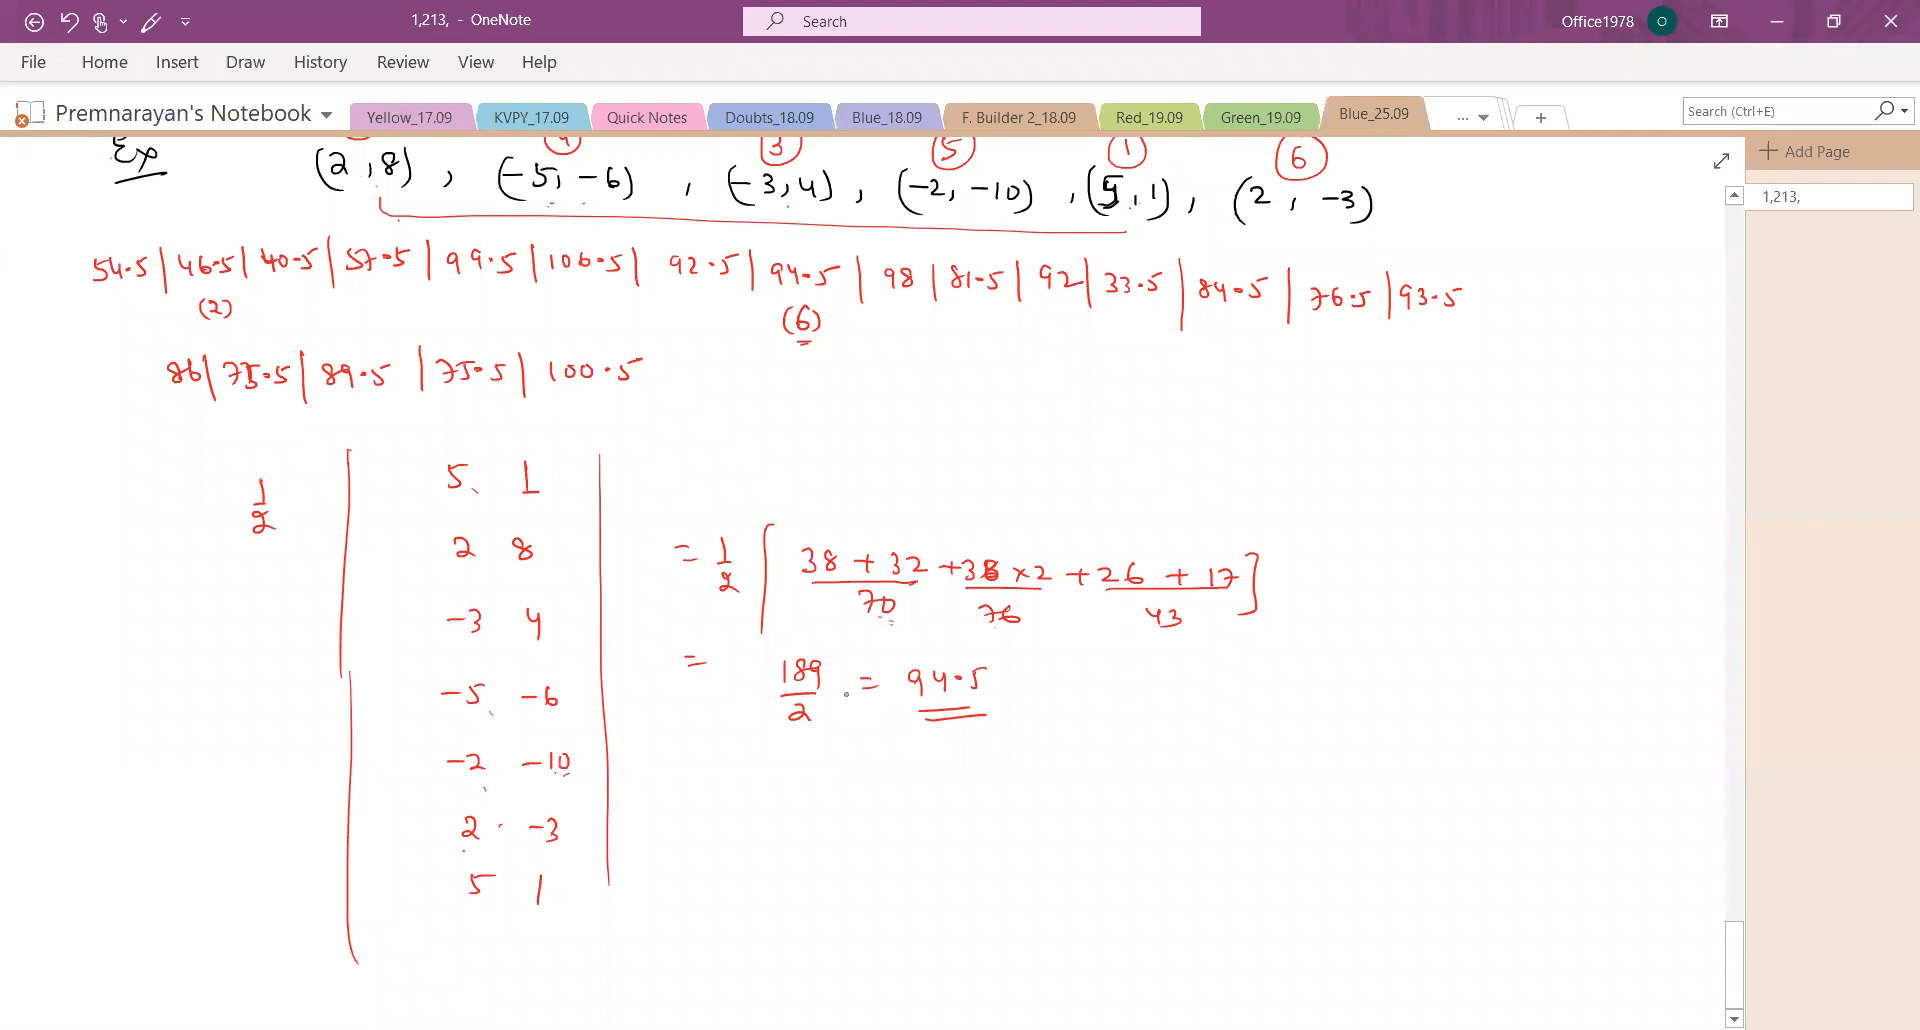 1,213, - OneNote
Search
Office1978 O
File Home Insert Draw History Review View Help
Premnarayan's Notebook
Yellow_17.09 KVPY_17.09 Quick Notes Doubts_18.09 Blue_18.09 F. Builder 2_18.09 Red_19.09 Green_19.09 Blue_25.09 ... +
Search (Ctrl+E)
Add Page
1,213,
4 3 5 1 6
Exp (2, 8), (-5, -6), (-3, 4), (-2, -10), (5, 1), (2, -3)
54.5 | 46.5 | 40.5 | 57.5 | 99.5 | 106.5 | 92.5 | 94.5 | 98 | 81.5 | 92 | 33.5 | 84.5 | 76.5 | 93.5
(2) (6)
86 | 75.5 | 89.5 | 75.5 | 100.5
1/2 | 5 1
2 8
-3 4
-5 -6
-2 -10
2 -3
5 1 |
= 1/2 [38 + 32 + 38 × 2 + 26 + 17]
70 76 43
= 189/2 = 94.5